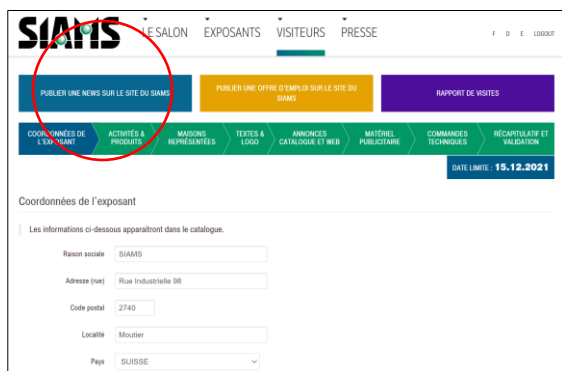 SIAMS
LE SALON EXPOSANTS VISITEURS PRESSE F D E LOGOUT
PUBLIER UNE NEWS SUR LE SITE DU SIAMS
PUBLIER UNE OFFRE D'EMPLOI SUR LE SITE DU
SIAMS
RAPPORT DE VISITES
COORDONNÉES DE
L'EXPOSANT
ACTIVITÉS &
PRODUITS
MAISONS
REPRÉSENTÉES
TEXTES &
LOGO
ANNONCES
CATALOGUE ET WEB
MATÉRIEL
PUBLICITAIRE
COMMANDES
TECHNIQUES
RÉCAPITULATIF ET
VALIDATION
DATE LIMITE : 15.12.2021
Coordonnées de l'exposant
Les informations ci-dessous apparaîtront dans le catalogue.
Raison sociale SIAMS
Adresse (rue) Rue Industrielle 98
Code postal 2740
Localité Moutier
Pays SUISSE